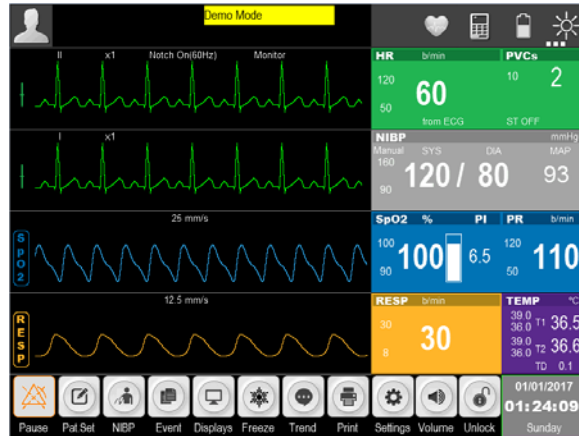 Demo Mode
II x1 Notch On(60Hz) Monitor
HR b/min PVCs
120 60 10 2
50
from ECG ST OFF
I x1
NIBP mmHg
Manual SYS DIA MAP
160
90 120 / 80 93
25 mm/s
SpO2 % PI PR b/min
SpO2
100 100 6.5 120 110
90 50
12.5 mm/s
RESP b/min TEMP °C
RESP
30 30 39.0 T1 36.5
36.0
8 39.0 T2 36.6
36.0
TD 0.1
01/01/2017
01:24:09
Pause Pat.Set NIBP Event Displays Freeze Trend Print Settings Volume Unlock Sunday